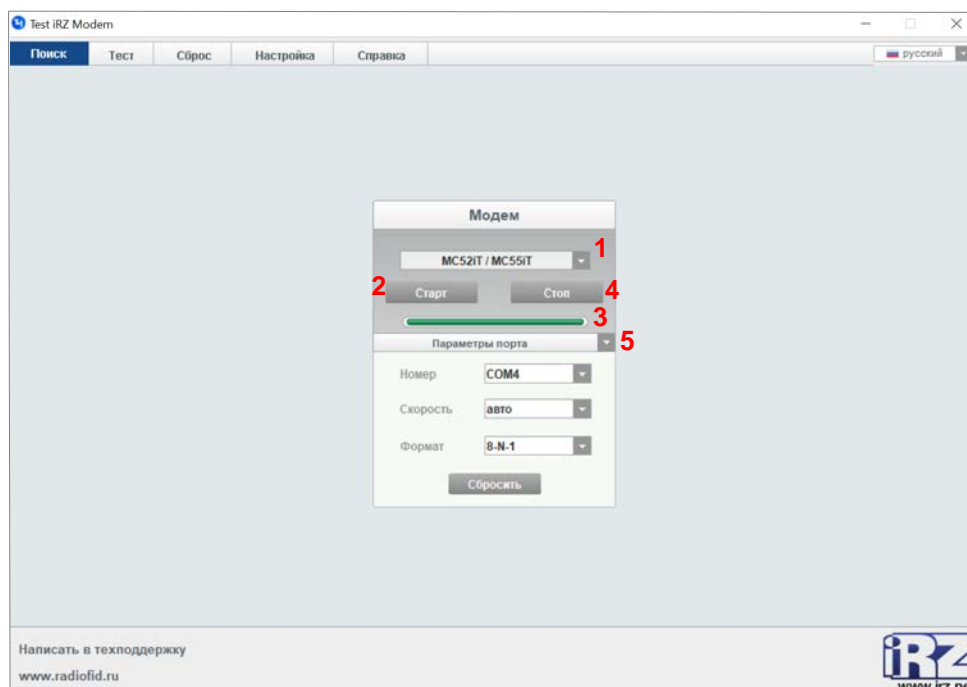 Test iRZ Modem
Поиск Тест Сброс Настройка Справка русский
Модем
MC52iT / MC55iT 1
2 Старт Стоп 4
3
Параметры порта 5
Номер COM4
Скорость авто
Формат 8-N-1
Сбросить
Написать в техподдержку
www.radiofid.ru
iRZ